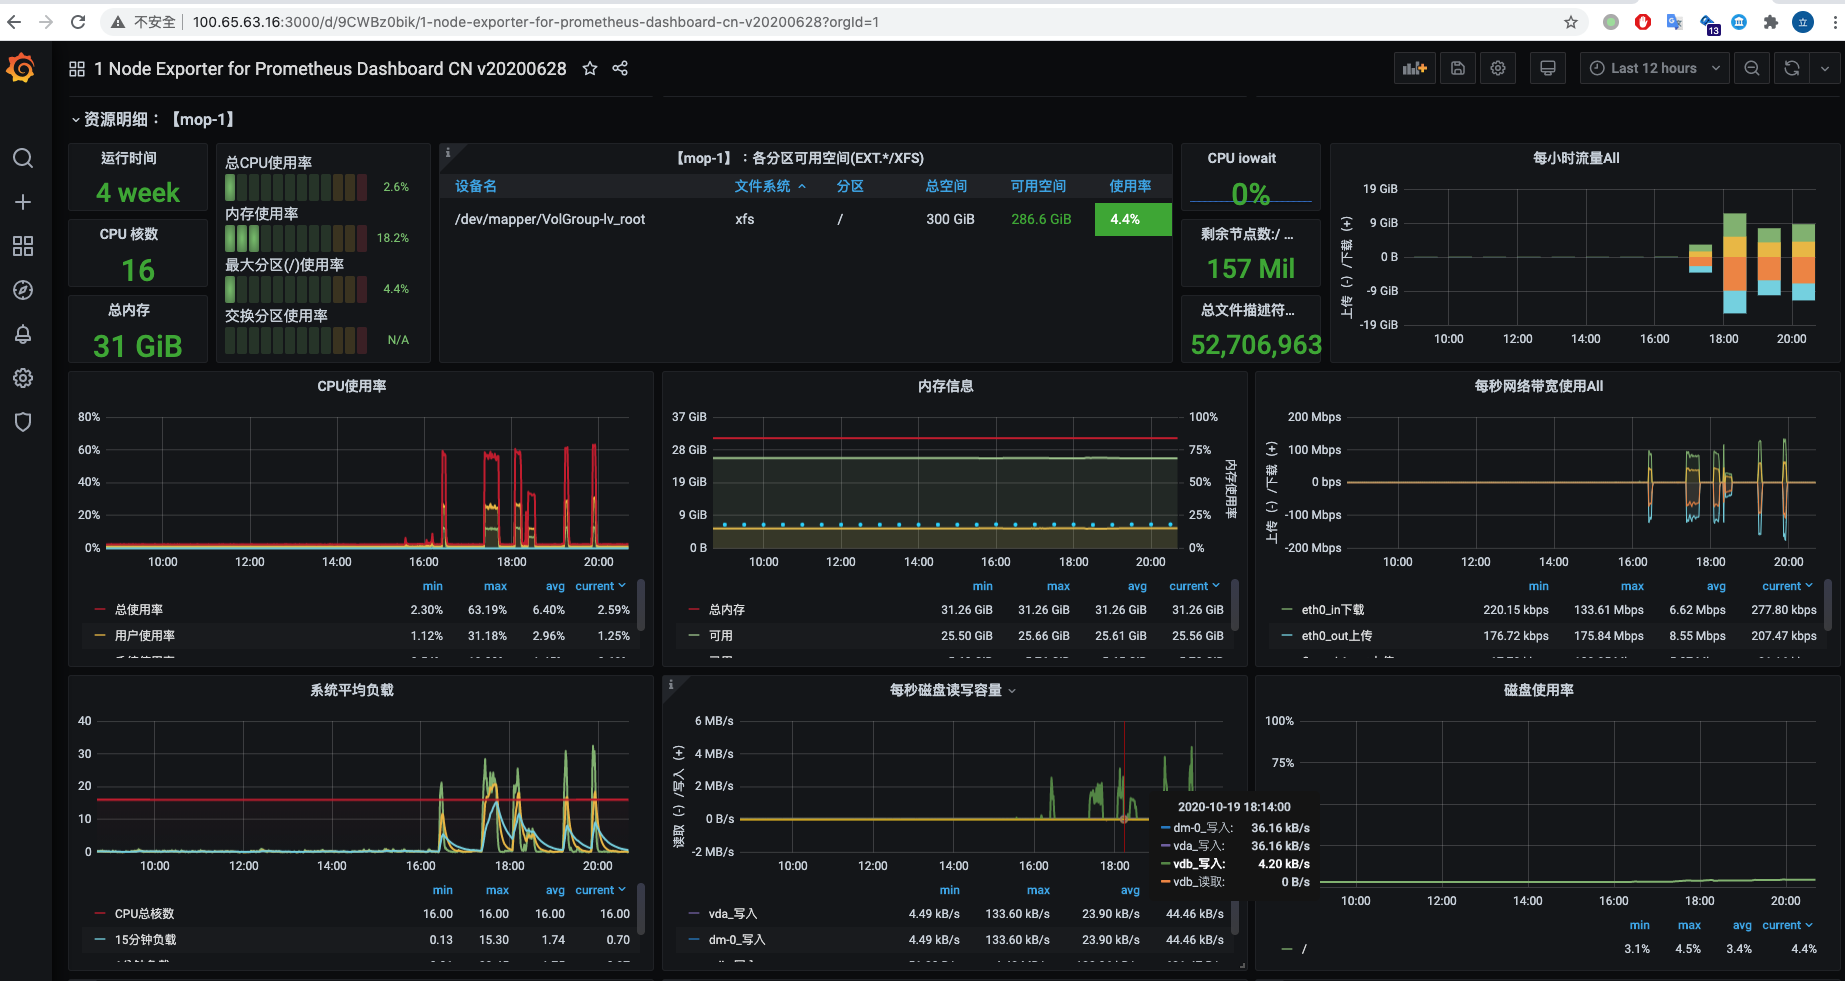 不安全 | 100.65.63.16:3000/d/9CWBz0bik/1-node-exporter-for-prometheus-dashboard-cn-v20200628?orgId=1
13
立
1 Node Exporter for Prometheus Dashboard CN v20200628
Last 12 hours
资源明细：【mop-1】
运行时间
4 week
CPU 核数
16
总内存
31 GiB
总CPU使用率
2.6%
内存使用率
18.2%
最大分区(/)使用率
4.4%
交换分区使用率
N/A
【mop-1】：各分区可用空间(EXT.*/XFS)
设备名 文件系统 分区 总空间 可用空间 使用率
/dev/mapper/VolGroup-lv_root xfs / 300 GiB 286.6 GiB 4.4%
CPU iowait
0%
剩余节点数:/ ...
157 Mil
总文件描述符...
52,706,963
每小时流量All
上传（-）/下载（+）
19 GiB
9 GiB
0 B
-9 GiB
-19 GiB
10:00 12:00 14:00 16:00 18:00 20:00
CPU使用率
80%
60%
40%
20%
0%
10:00 12:00 14:00 16:00 18:00 20:00
min max avg current
总使用率 2.30% 63.19% 6.40% 2.59%
用户使用率 1.12% 31.18% 2.96% 1.25%
内存信息
37 GiB 100%
28 GiB 75%
19 GiB 50%
9 GiB 25%
0 B 0%
内存使用率
10:00 12:00 14:00 16:00 18:00 20:00
min max avg current
总内存 31.26 GiB 31.26 GiB 31.26 GiB 31.26 GiB
可用 25.50 GiB 25.66 GiB 25.61 GiB 25.56 GiB
每秒网络带宽使用All
上传（-）/下载（+）
200 Mbps
100 Mbps
0 bps
-100 Mbps
-200 Mbps
10:00 12:00 14:00 16:00 18:00 20:00
min max avg current
eth0_in下载 220.15 kbps 133.61 Mbps 6.62 Mbps 277.80 kbps
eth0_out上传 176.72 kbps 175.84 Mbps 8.55 Mbps 207.47 kbps
系统平均负载
40
30
20
10
0
10:00 12:00 14:00 16:00 18:00 20:00
min max avg current
CPU总核数 16.00 16.00 16.00 16.00
15分钟负载 0.13 15.30 1.74 0.70
每秒磁盘读写容量
读取（-）/写入（+）
6 MB/s
4 MB/s
2 MB/s
0 B/s
-2 MB/s
10:00 12:00 14:00 16:00 18:00
min max avg
vda_写入 4.49 kB/s 133.60 kB/s 23.90 kB/s 44.46 kB/s
dm-0_写入 4.49 kB/s 133.60 kB/s 23.90 kB/s 44.46 kB/s
2020-10-19 18:14:00
dm-0_写入: 36.16 kB/s
vda_写入: 36.16 kB/s
vdb_写入: 4.20 kB/s
vdb_读取: 0 B/s
磁盘使用率
100%
75%
10:00 12:00 14:00 16:00 18:00 20:00
min max avg current
/ 3.1% 4.5% 3.4% 4.4%